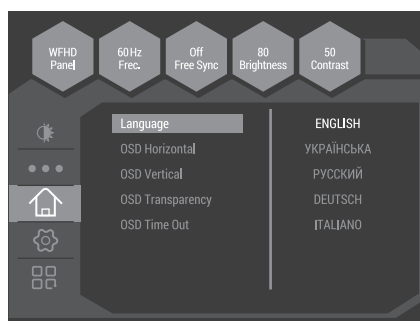 WFHD
Panel
60Hz
Frec.
Off
Free Sync
80
Brightness
50
Contrast
Language
OSD Horizontal
OSD Vertical
OSD Transparency
OSD Time Out
ENGLISH
УКРАЇНСЬКА
РУССКИЙ
DEUTSCH
ITALIANO